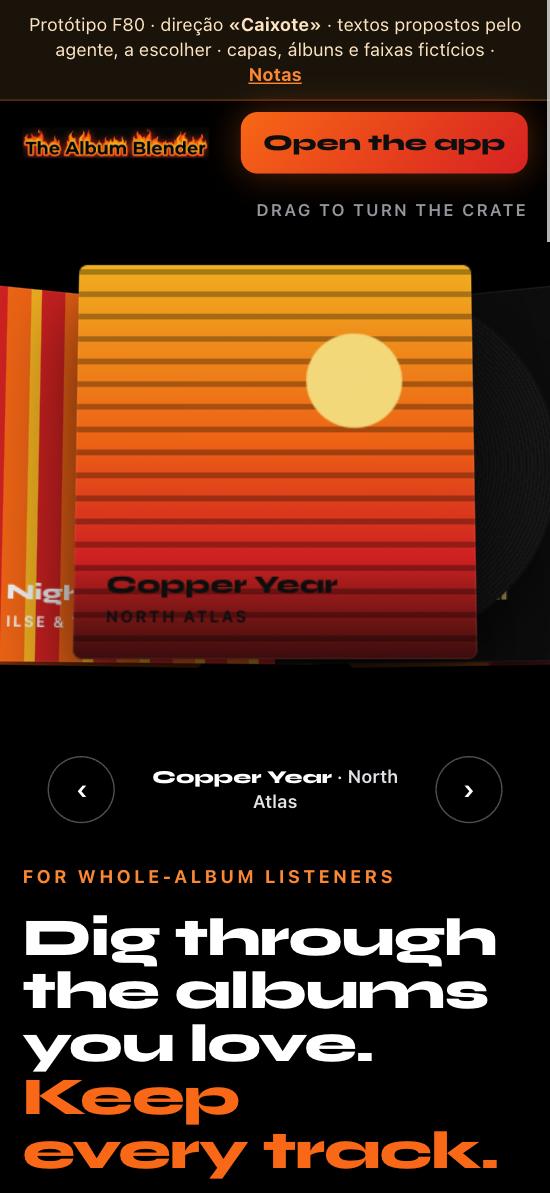 Protótipo F80 · direção «Caixote» · textos propostos pelo
agente, a escolher · capas, álbuns e faixas fictícios ·
Notas
The Album Blender
Open the app
DRAG TO TURN THE CRATE
Copper Year
NORTH ATLAS
Nigh
ILSE &
‹
Copper Year · North
Atlas
›
FOR WHOLE-ALBUM LISTENERS
Dig through
the albums
you love.
Keep
every track.